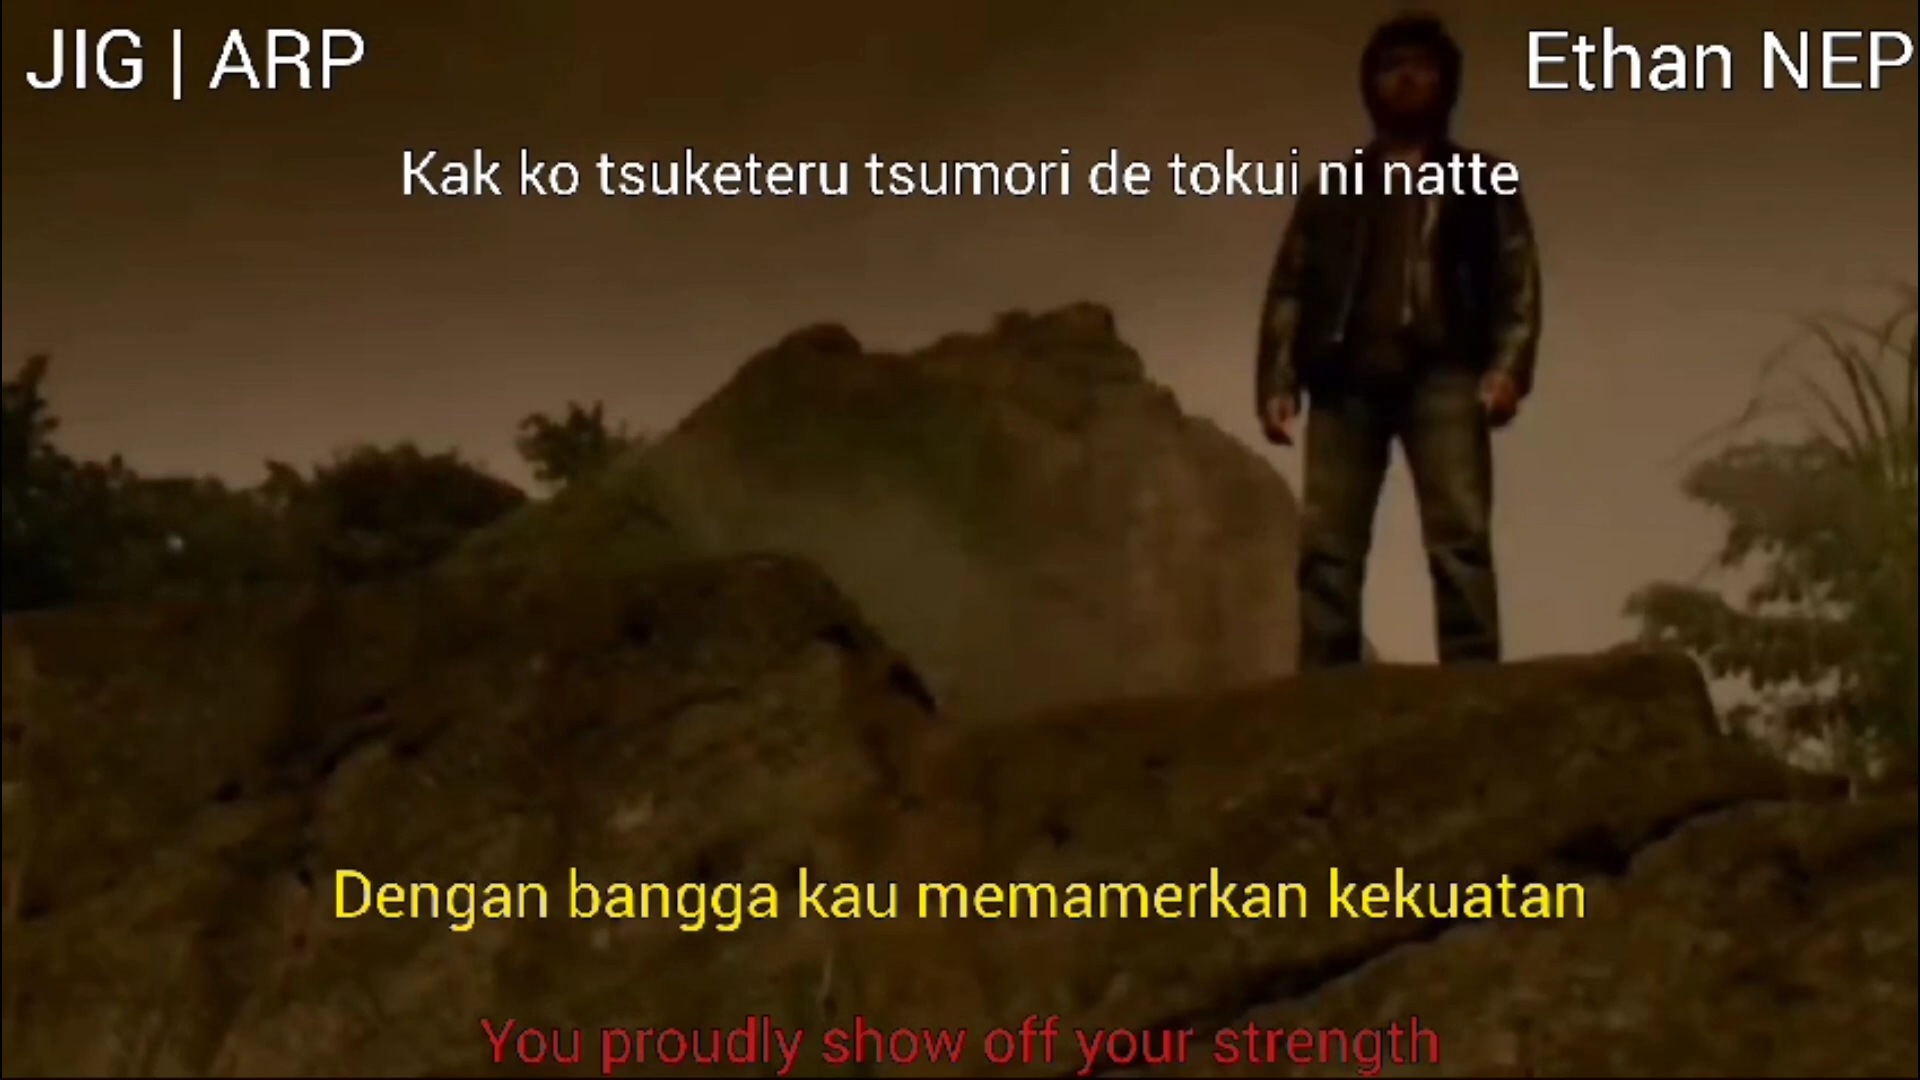 JIG | ARP
Ethan NEP
Kak ko tsuketeru tsumori de tokui ni natte
Dengan bangga kau memamerkan kekuatan
You proudly show off your strength